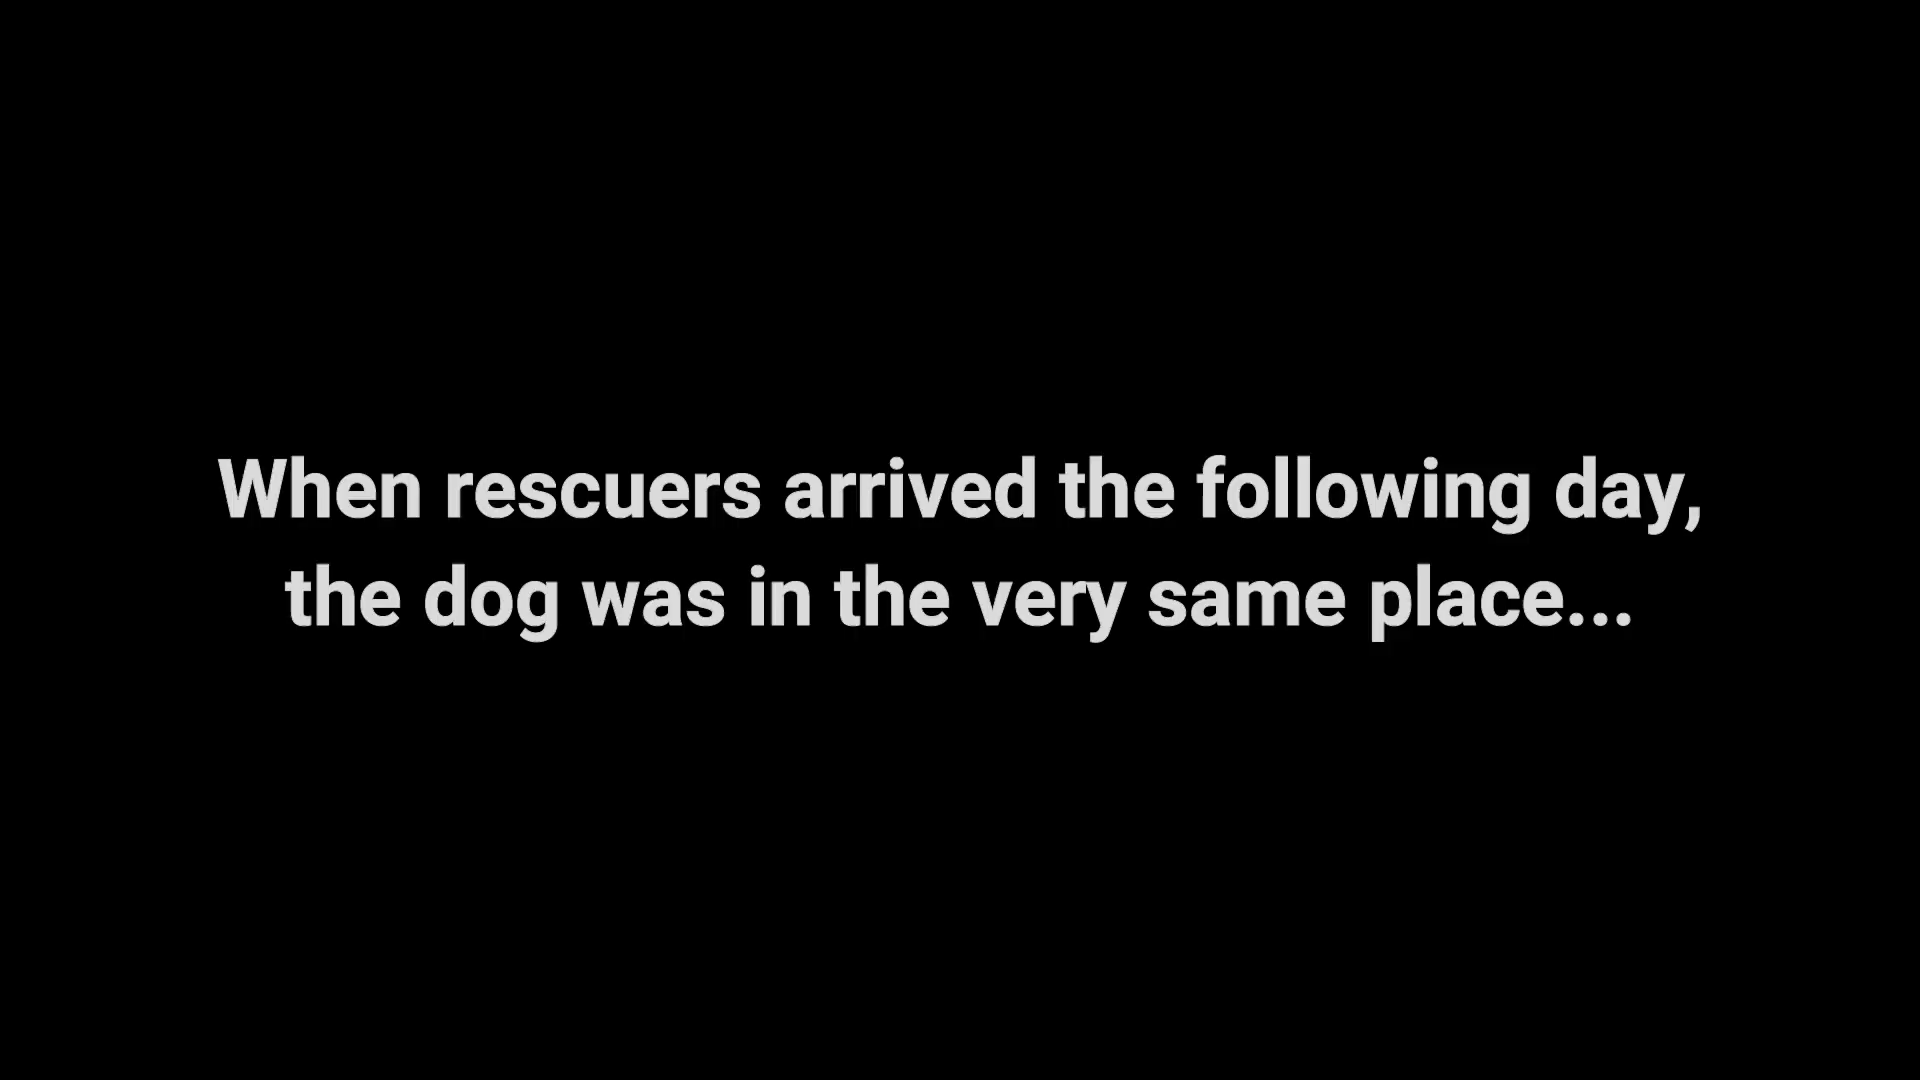 When rescuers arrived the following day,
the dog was in the very same place...